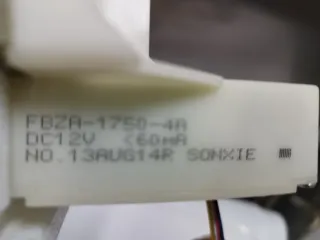 FBZA-1750-4A
DC12V <60mA
NO.13AUG14R SONXIE